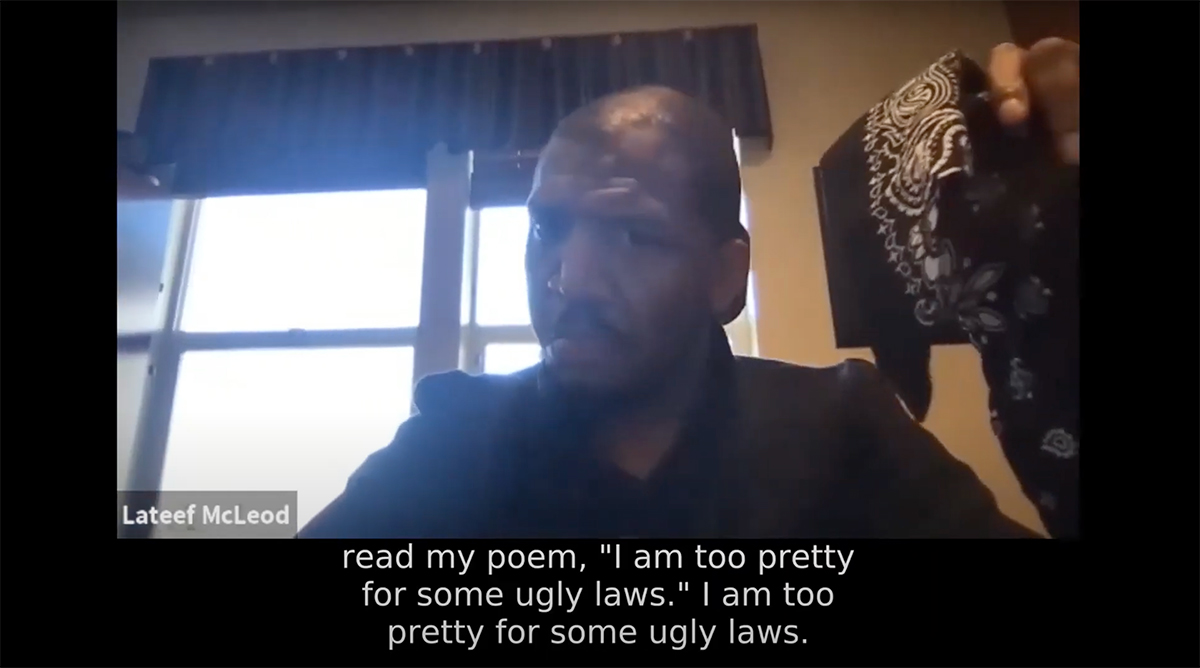 Lateef McLeod
read my poem, "I am too pretty
for some ugly laws." I am too
pretty for some ugly laws.